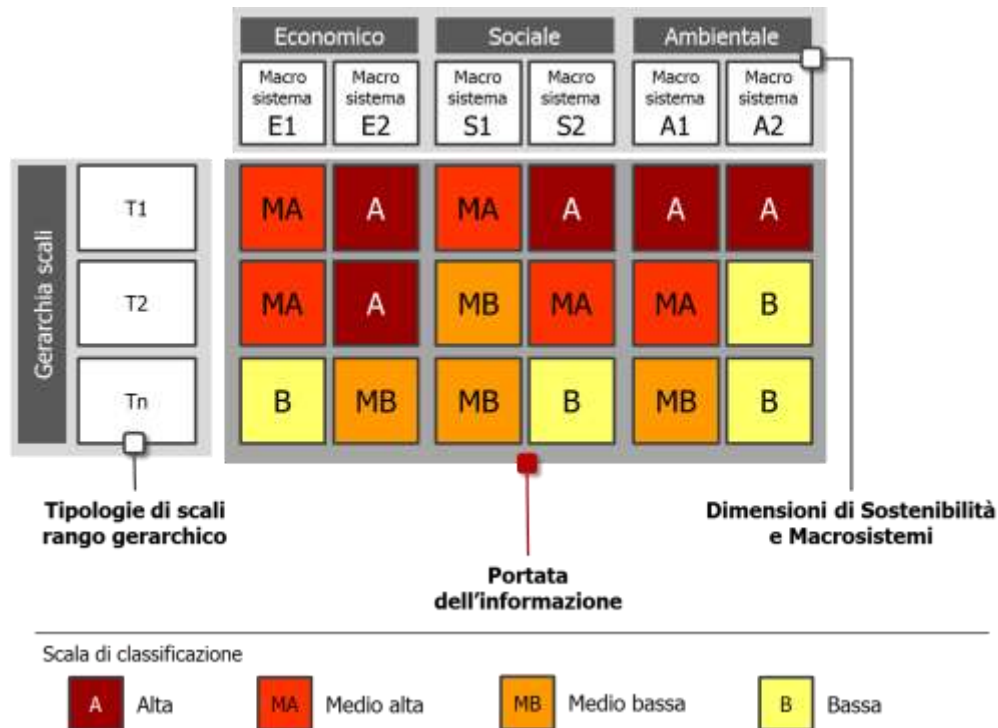 Economico Sociale Ambientale
Macro sistema E1
Macro sistema E2
Macro sistema S1
Macro sistema S2
Macro sistema A1
Macro sistema A2
Gerarchia scali
T1 MA A MA A A A
T2 MA A MB MA MA B
Tn B MB MB B MB B
Tipologie di scali
rango gerarchico
Dimensioni di Sostenibilità
e Macrosistemi
Portata
dell'informazione
Scala di classificazione
A Alta MA Medio alta MB Medio bassa B Bassa